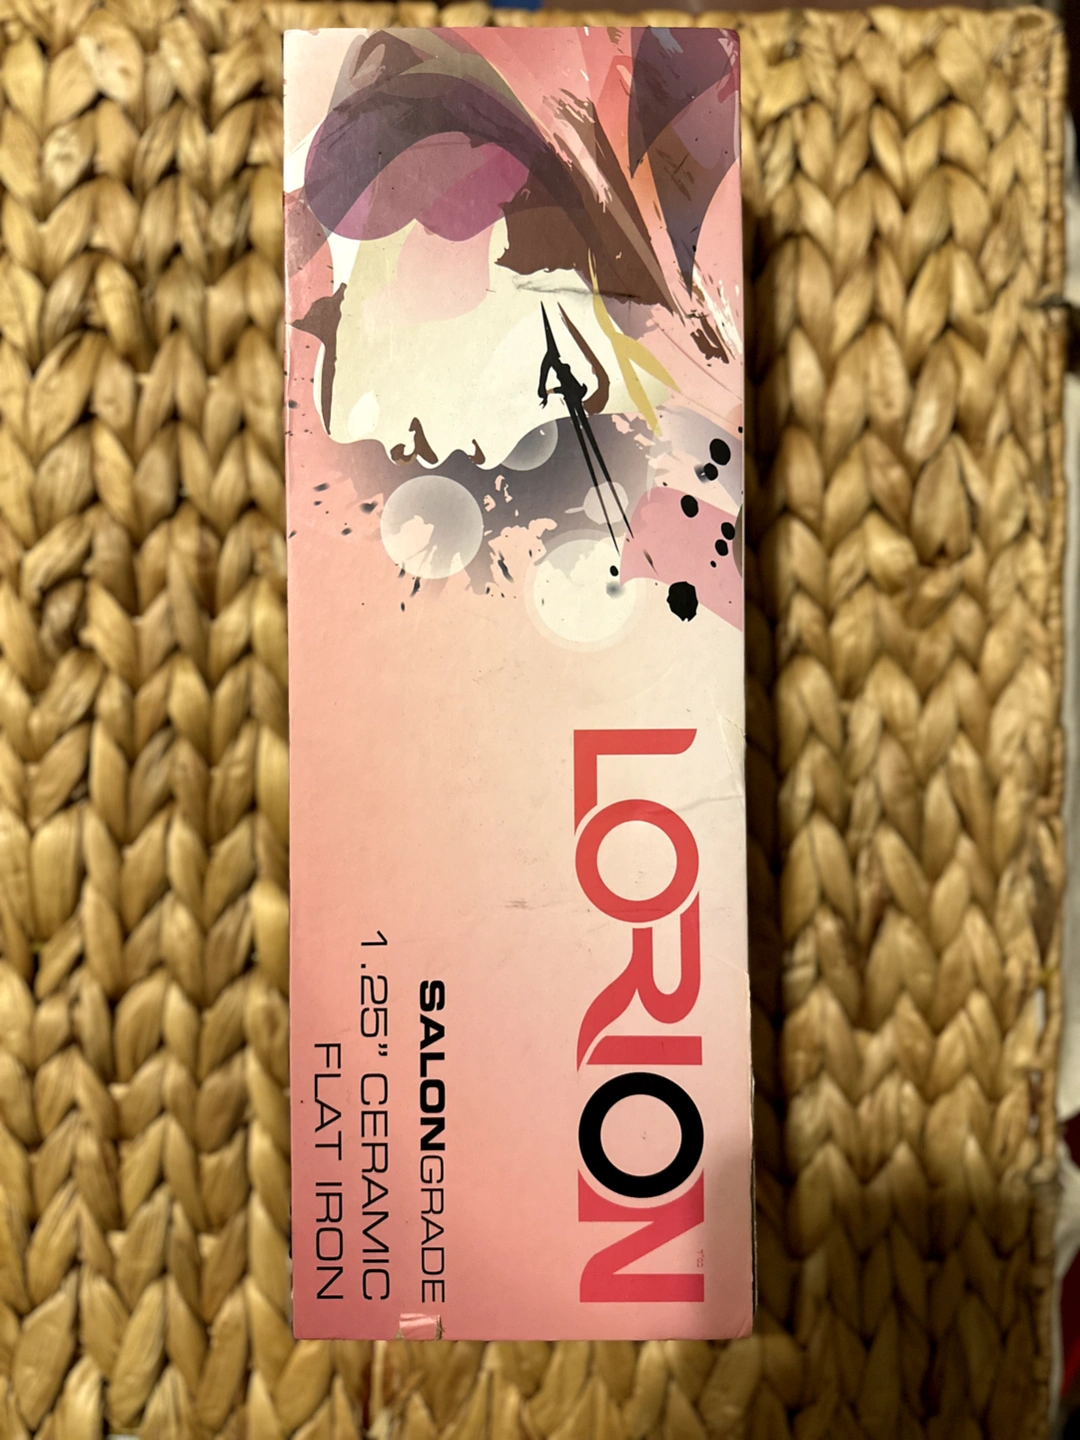 LORION
SALONGRADE
1.25” CERAMIC
FLAT IRON